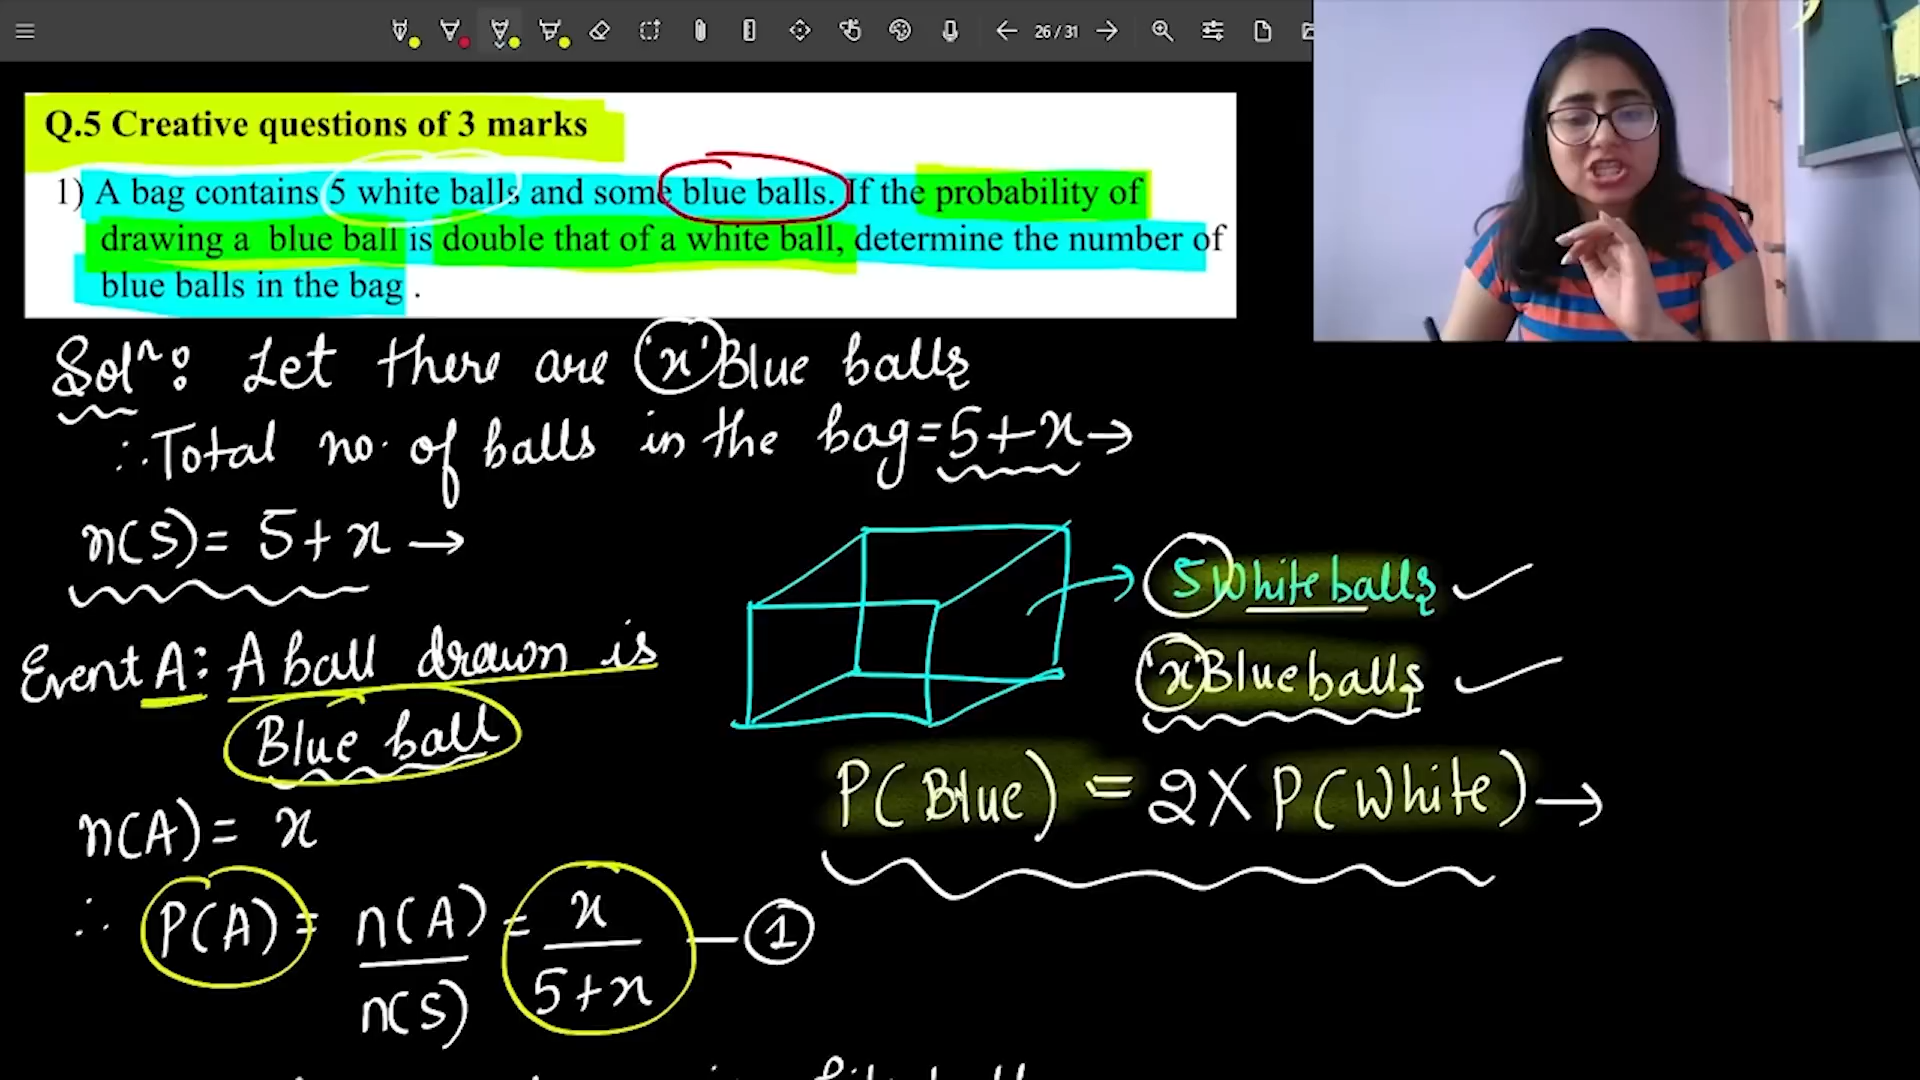 26/31
Q.5 Creative questions of 3 marks
1) A bag contains 5 white balls and some blue balls. If the probability of
drawing a blue ball is double that of a white ball, determine the number of
blue balls in the bag .
Solⁿ: Let there are 'x' Blue balls
∴ Total no. of balls in the bag = 5+x →
n(S) = 5+x →
5 White balls ✓
'x' Blue balls ✓
Event A: A ball drawn is
Blue ball
P(Blue) = 2 X P(White) →
n(A) = x
∴ P(A) = n(A)/n(S) = x/5+x — ①